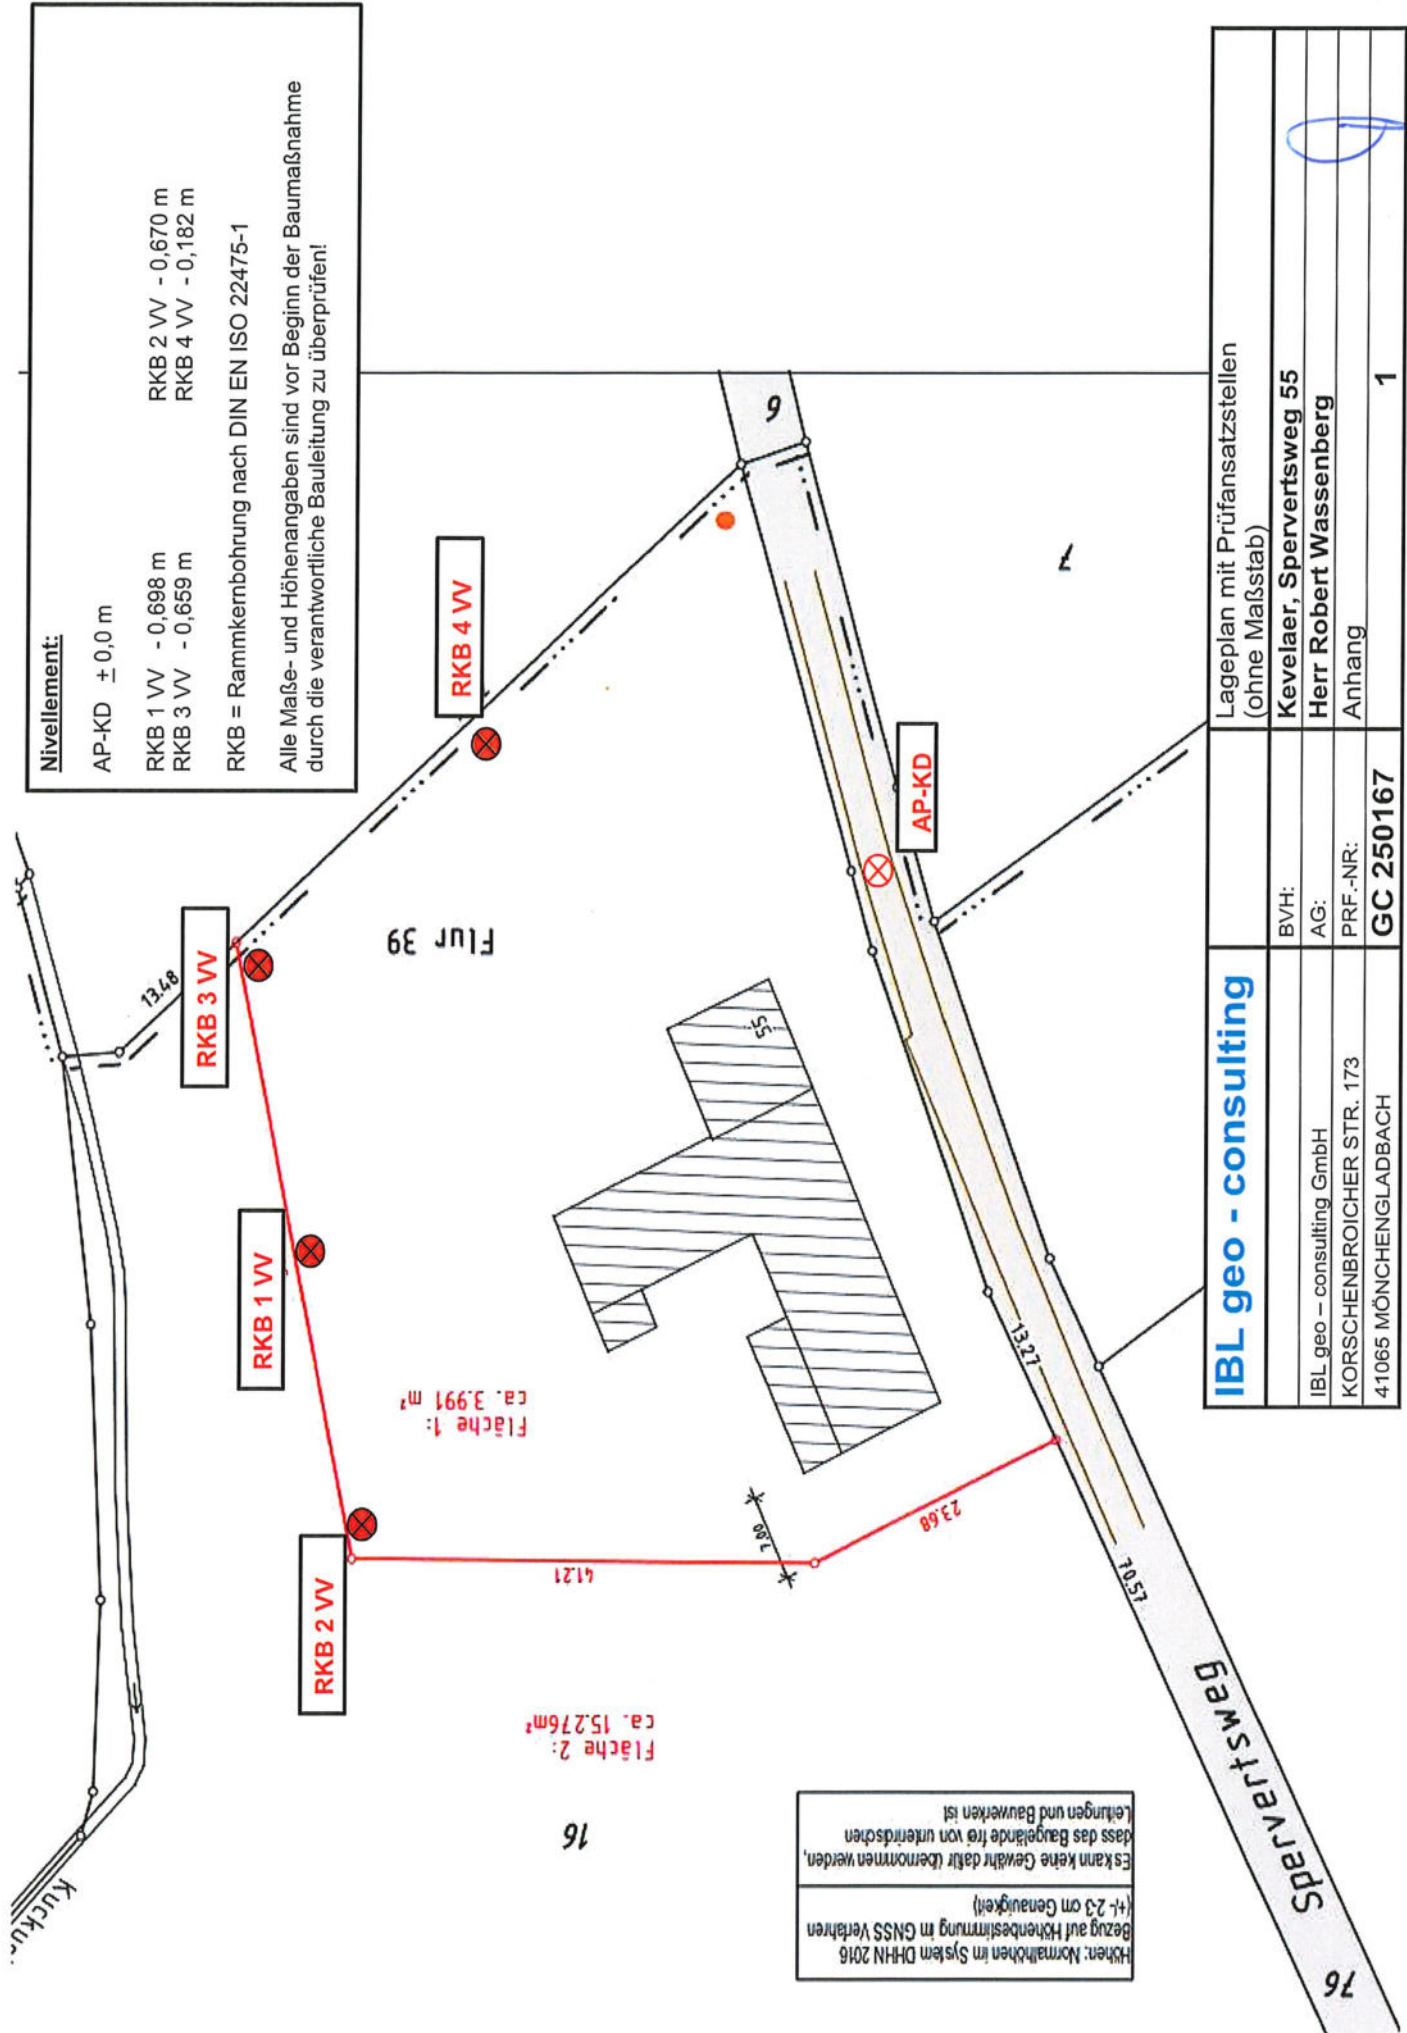 Nivellement:
AP-KD ± 0,0 m
RKB 1 VV - 0,698 m RKB 2 VV - 0,670 m
RKB 3 VV - 0,659 m RKB 4 VV - 0,182 m
RKB = Rammkernbohrung nach DIN EN ISO 22475-1
Alle Maße- und Höhenangaben sind vor Beginn der Baumaßnahme
durch die verantwortliche Bauleitung zu überprüfen!
RKB 3 VV
RKB 4 VV
RKB 1 VV
RKB 2 VV
AP-KD
13.48
Flur 39
55
6
7
Fläche 1:
ca. 3.991 m²
Fläche 2:
ca. 15.276m²
41.21
7.00
23.68
13.27
70.57
16
Spervertsweg
76
Höhen: Normalhöhen im System DHHN 2016
Bezug auf Höhenbestimmung im GNSS Verfahren
(+/- 2-3 cm Genauigkeit)
Es kann keine Gewähr dafür übernommen werden,
dass das Baugelände frei von unterirdischen
Leitungen und Bauwerken ist
IBL geo - consulting
IBL geo – consulting GmbH
KORSCHENBROICHER STR. 173
41065 MÖNCHENGLADBACH
Lageplan mit Prüfansatzstellen
(ohne Maßstab)
BVH: Kevelaer, Spervertsweg 55
AG: Herr Robert Wassenberg
PRF.-NR: Anhang
GC 250167 1